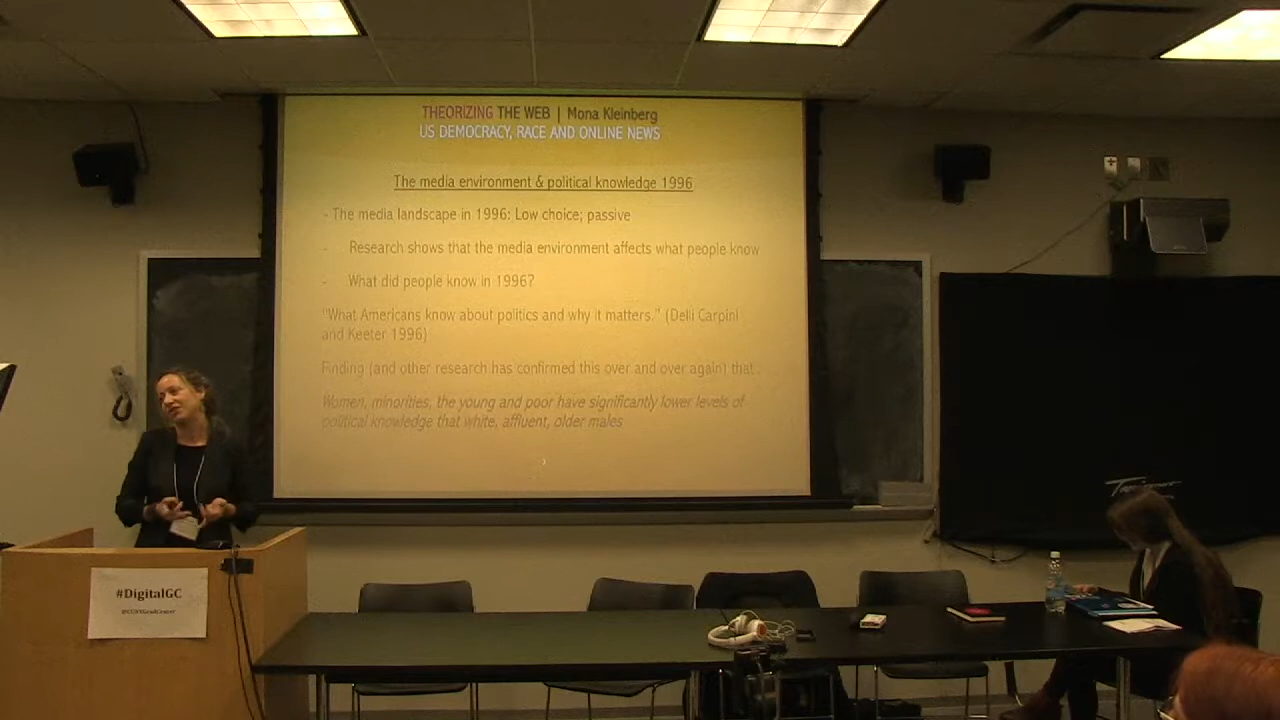 THEORIZING THE WEB | Mona Kleinberg
US DEMOCRACY, RACE AND ONLINE NEWS
The media environment & political knowledge 1996
- The media landscape in 1996: Low choice; passive
- Research shows that the media environment affects what people know
- What did people know in 1996?
"What Americans know about politics and why it matters." (Delli Carpini
and Keeter 1996)
Finding (and other research has confirmed this over and over again) that :
Women, minorities, the young and poor have significantly lower levels of
political knowledge that white, affluent, older males
#DigitalGC